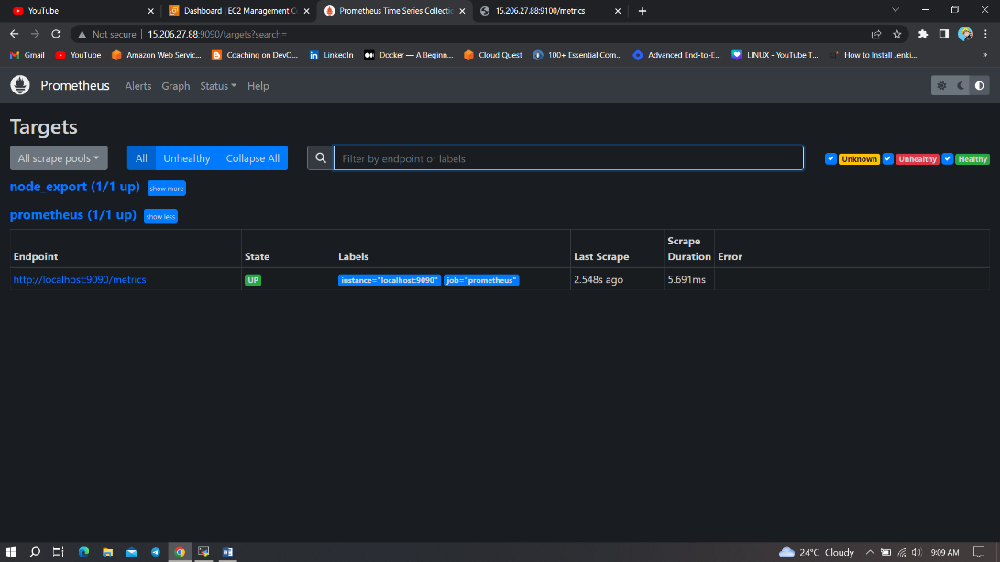 YouTube
Dashboard | EC2 Management C
Prometheus Time Series Collectic
15.206.27.88:9100/metrics
Not secure | 15.206.27.88:9090/targets?search=
Gmail YouTube Amazon Web Servic... Coaching on DevO... LinkedIn Docker — A Beginn... Cloud Quest 100+ Essential Com... Advanced End-to-E... LINUX - YouTube T... How to Install Jenki... »
Prometheus Alerts Graph Status Help
Targets
All scrape pools All Unhealthy Collapse All Filter by endpoint or labels Unknown Unhealthy Healthy
node_export (1/1 up) show more
prometheus (1/1 up) show less
Endpoint State Labels Last Scrape Scrape Duration Error
http://localhost:9090/metrics UP instance="localhost:9090" job="prometheus" 2.548s ago 5.691ms
24°C Cloudy 9:09 AM